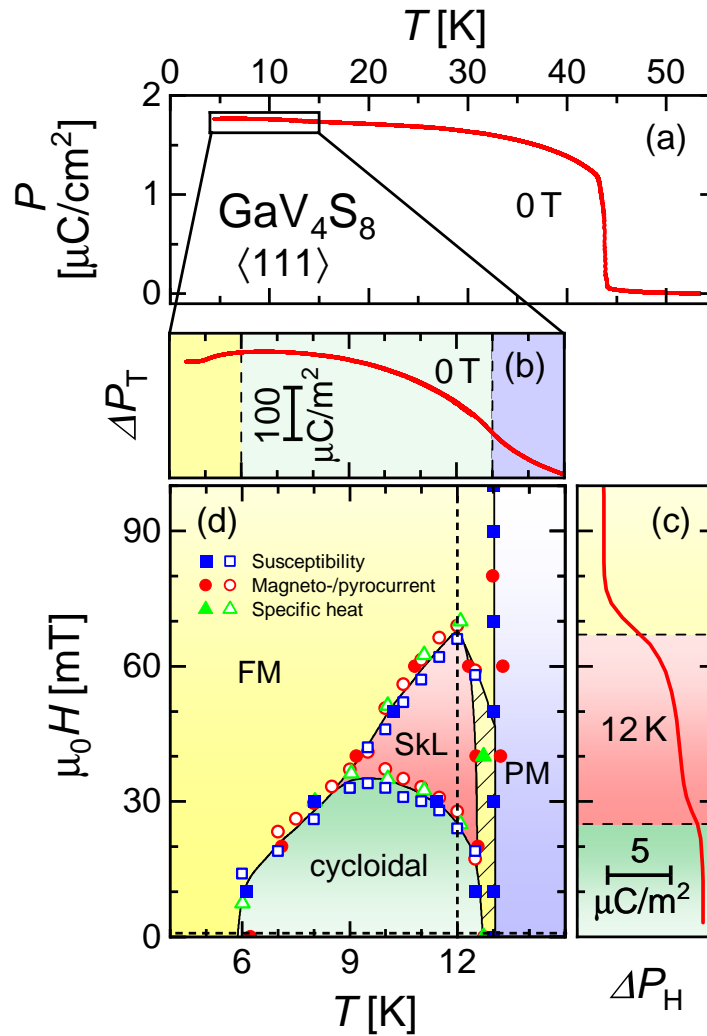 T [K]
0 10 20 30 40 50
2
1
0
P
[μC/cm²]
(a)
0 T
GaV₄S₈
⟨111⟩
ΔP_T
100
μC/m²
0 T
(b)
(d)
Susceptibility
Magneto-/pyrocurrent
Specific heat
FM
SkL
PM
cycloidal
90
60
30
0
μ₀H [mT]
6 9 12
T [K]
(c)
12 K
5
μC/m²
ΔP_H